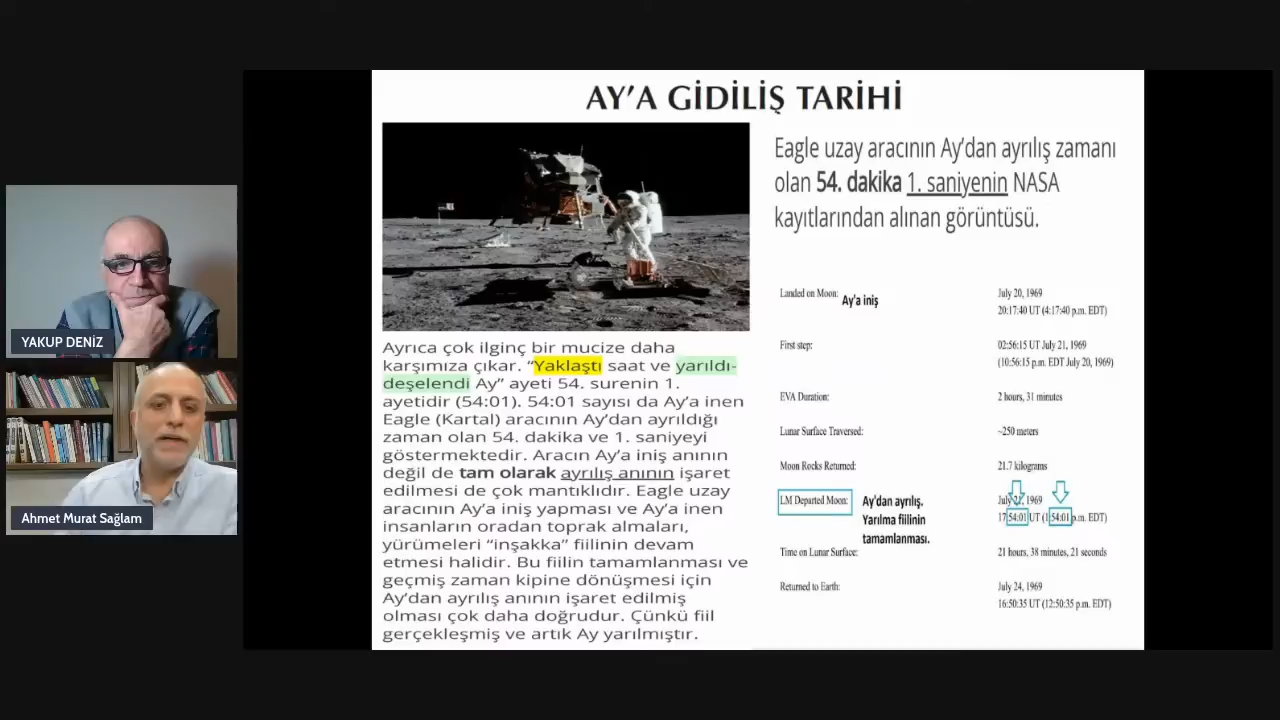 AY'A GİDİLİŞ TARİHİ
Eagle uzay aracının Ay'dan ayrılış zamanı
olan 54. dakika 1. saniyenin NASA
kayıtlarından alınan görüntüsü.
Ayrıca çok ilginç bir mucize daha
karşımıza çıkar. “Yaklaştı saat ve yarıldı-
deşelendi Ay” ayeti 54. surenin 1.
ayetidir (54:01). 54:01 sayısı da Ay'a inen
Eagle (Kartal) aracının Ay'dan ayrıldığı
zaman olan 54. dakika ve 1. saniyeyi
göstermektedir. Aracın Ay'a iniş anının
değil de tam olarak ayrılış anının işaret
edilmesi de çok mantıklıdır. Eagle uzay
aracının Ay'a iniş yapması ve Ay'a inen
insanların oradan toprak almaları,
yürümeleri “inşakka” fiilinin devam
etmesi halidir. Bu fiilin tamamlanması ve
geçmiş zaman kipine dönüşmesi için
Ay'dan ayrılış anının işaret edilmiş
olması çok daha doğrudur. Çünkü fiil
gerçekleşmiş ve artık Ay yarılmıştır.
Landed on Moon: Ay'a iniş July 20, 1969
20:17:40 UT (4:17:40 p.m. EDT)
First step: 02:56:15 UT July 21, 1969
(10:56:15 p.m. EDT July 20, 1969)
EVA Duration: 2 hours, 31 minutes
Lunar Surface Traversed: ~250 meters
Moon Rocks Returned: 21.7 kilograms
LM Departed Moon: Ay'dan ayrılış. July 21, 1969
Yarılma fiilinin 17:54:01 UT (1:54:01 p.m. EDT)
tamamlanması.
Time on Lunar Surface: 21 hours, 38 minutes, 21 seconds
Returned to Earth: July 24, 1969
16:50:35 UT (12:50:35 p.m. EDT)
YAKUP DENİZ
Ahmet Murat Sağlam